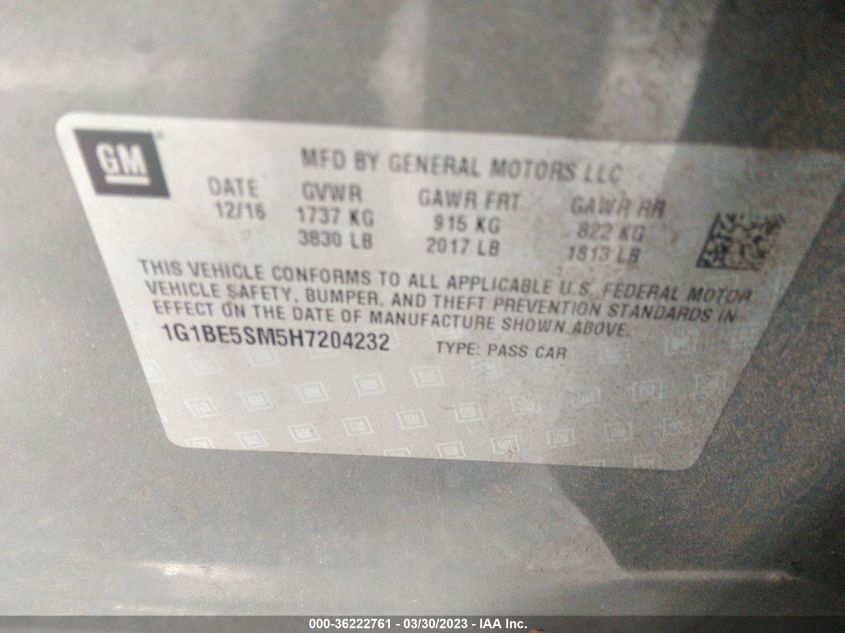 GM
MFD BY GENERAL MOTORS LLC
DATE GVWR GAWR FRT GAWR RR
12/16 1737 KG 915 KG 822 KG
3830 LB 2017 LB 1813 LB
THIS VEHICLE CONFORMS TO ALL APPLICABLE U.S. FEDERAL MOTOR
VEHICLE SAFETY, BUMPER, AND THEFT PREVENTION STANDARDS IN
EFFECT ON THE DATE OF MANUFACTURE SHOWN ABOVE.
1G1BE5SM5H7204232 TYPE: PASS CAR
000-36222761 - 03/30/2023 - IAA Inc.